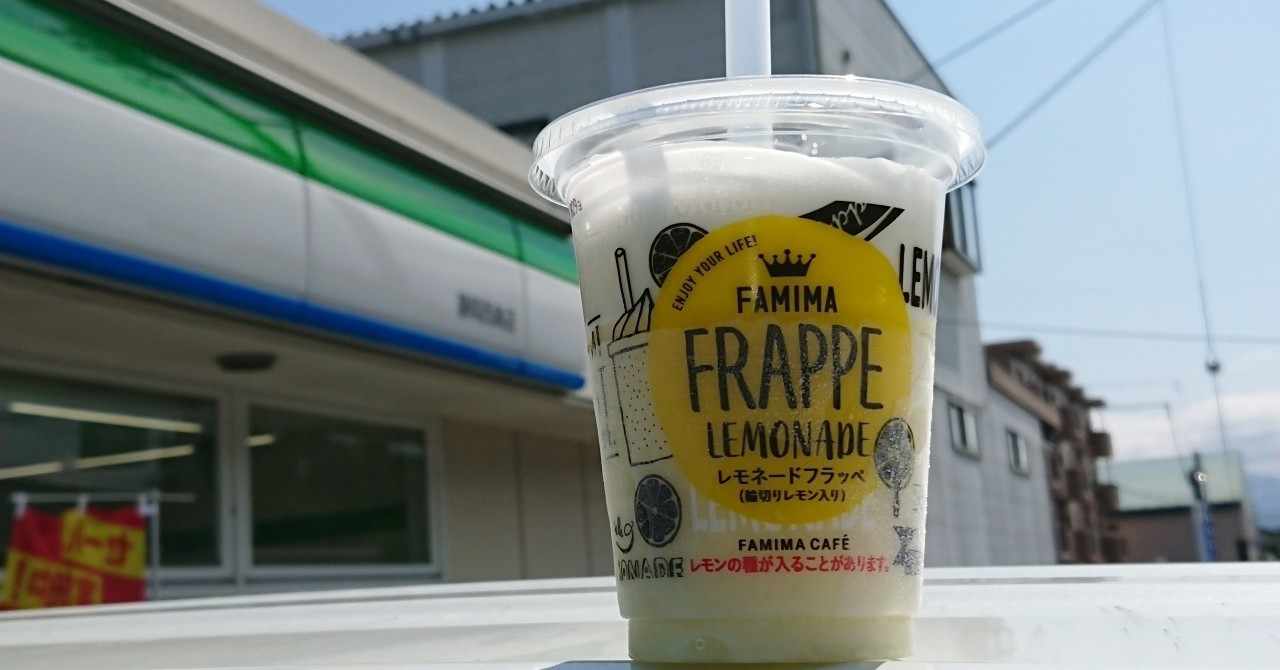 ENJOY YOUR LIFE!
FAMIMA
FRAPPE
LEMONADE
レモネードフラッペ
(輪切りレモン入り)
FAMIMA CAFÉ
レモンの種が入ることがあります。
LEM
ONADE